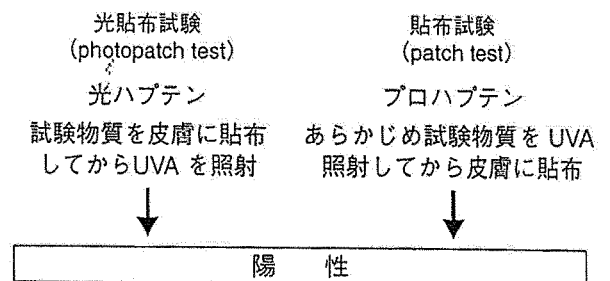 光貼布試験
(photopatch test)
光ハプテン
試験物質を皮膚に貼布
してからUVA を照射
貼布試験
(patch test)
プロハプテン
あらかじめ試験物質を UVA
照射してから皮膚に貼布
陽 性